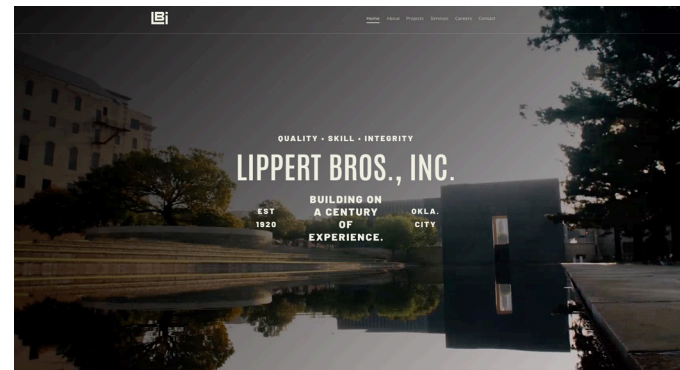 LBi
Home About Projects Services Careers Contact
QUALITY • SKILL • INTEGRITY
LIPPERT BROS., INC.
EST
1920
BUILDING ON
A CENTURY
OF
EXPERIENCE.
OKLA.
CITY